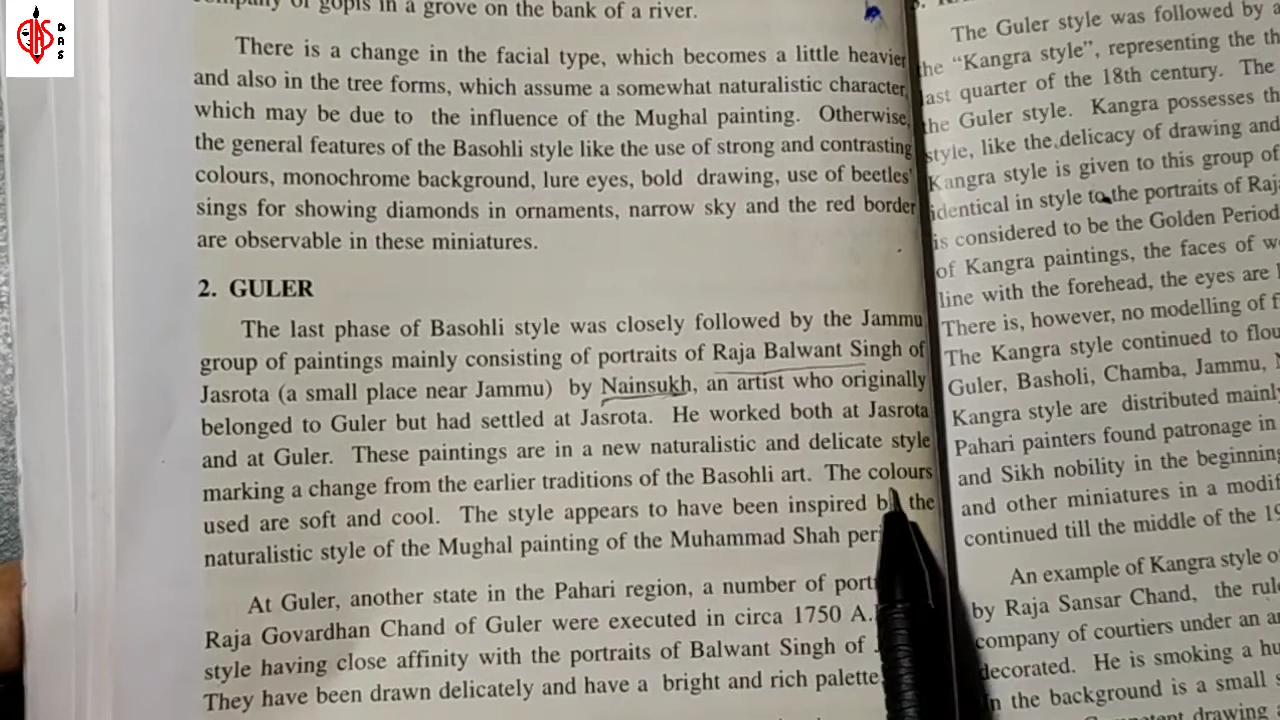 DAS
DAS
company of gopis in a grove on the bank of a river.
There is a change in the facial type, which becomes a little heavier
and also in the tree forms, which assume a somewhat naturalistic character,
which may be due to the influence of the Mughal painting. Otherwise,
the general features of the Basohli style like the use of strong and contrasting
colours, monochrome background, lure eyes, bold drawing, use of beetles'
sings for showing diamonds in ornaments, narrow sky and the red border
are observable in these miniatures.
2. GULER
The last phase of Basohli style was closely followed by the Jammu
group of paintings mainly consisting of portraits of Raja Balwant Singh of
Jasrota (a small place near Jammu) by Nainsukh, an artist who originally
belonged to Guler but had settled at Jasrota. He worked both at Jasrota
and at Guler. These paintings are in a new naturalistic and delicate style
marking a change from the earlier traditions of the Basohli art. The colours
used are soft and cool. The style appears to have been inspired by the
naturalistic style of the Mughal painting of the Muhammad Shah
At Guler, another state in the Pahari region, a number of
Raja Govardhan Chand of Guler were executed in circa 1750 A.
style having close affinity with the portraits of Balwant Singh of
They have been drawn delicately and have a bright and rich palette
The Guler style was followed by
the "Kangra style", representing the
last quarter of the 18th century. The
the Guler style. Kangra possesses
style, like the delicacy of drawing and
Kangra style is given to this group of
identical in style to the portraits of
is considered to be the Golden Period
of Kangra paintings, the faces of
line with the forehead, the eyes are
There is, however, no modelling of
The Kangra style continued to
Guler, Basholi, Chamba, Jammu,
Kangra style are distributed mainly
Pahari painters found patronage in
and Sikh nobility in the beginning
and other miniatures in a
continued till the middle of the
An example of Kangra style
by Raja Sansar Chand, the
company of courtiers under an
decorated. He is smoking a
in the background is a small
drawing